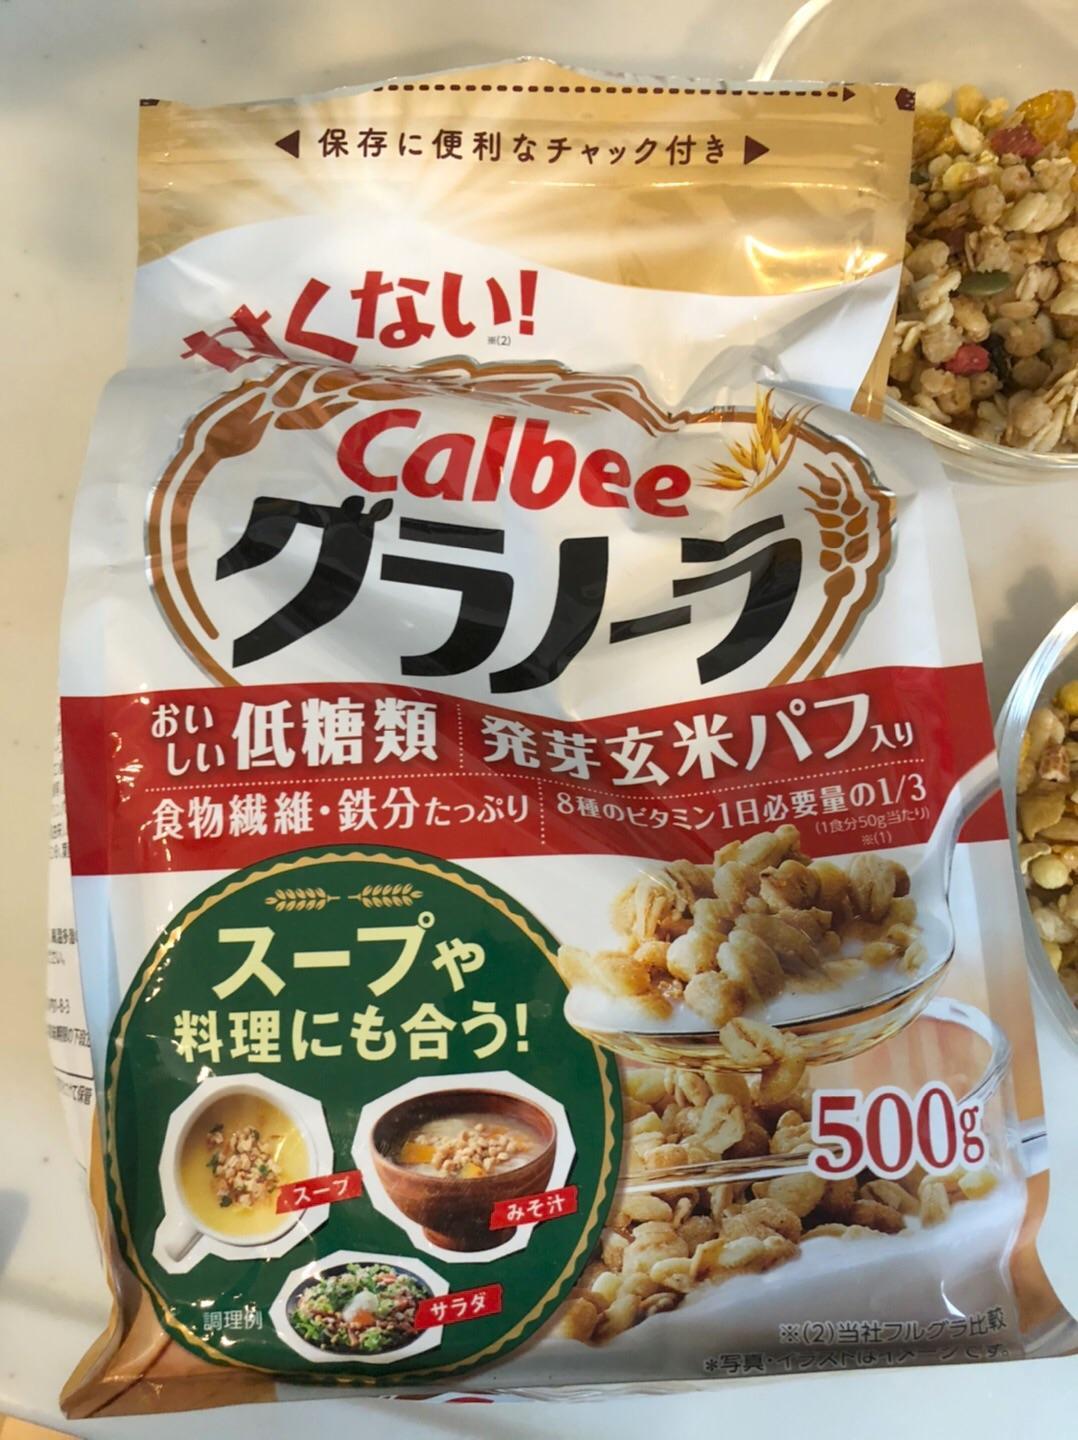 保存に便利なチャック付き
甘くない!
※(2)
Calbee
グラノーラ
おいしい低糖類
発芽玄米パフ入り
食物繊維・鉄分たっぷり
8種のビタミン1日必要量の1/3
(1食分50g当たり)
※(1)
スープや
料理にも合う!
スープ
みそ汁
サラダ
調理例
500g
※(2)当社フルグラ比較
*写真・イラストはイメージです。